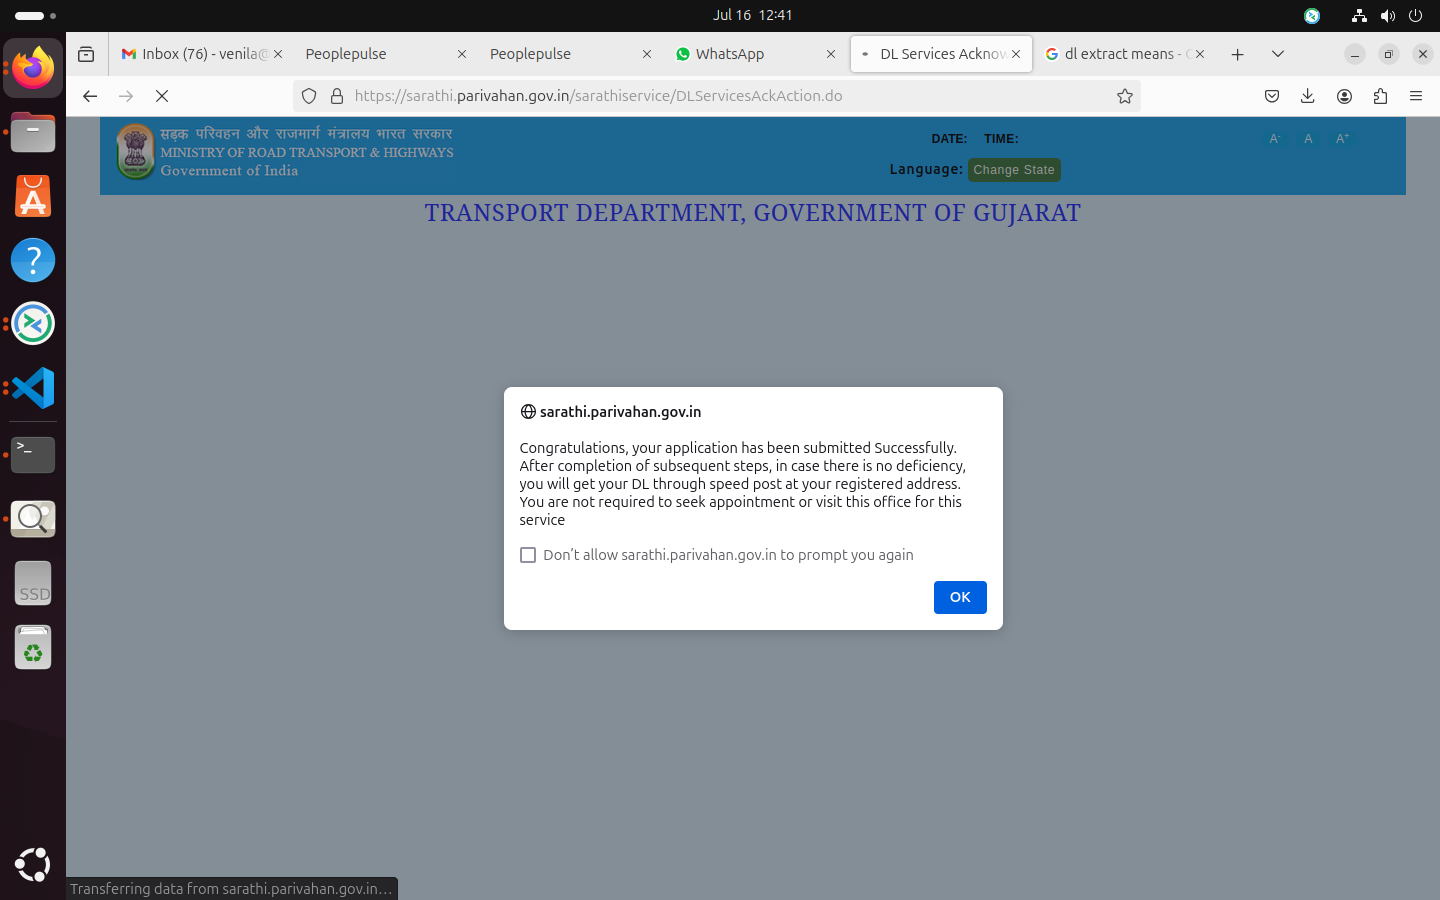 Jul 16 12:41
Inbox (76) - venila@
Peoplepulse
Peoplepulse
WhatsApp
DL Services Acknow
dl extract means -
https://sarathi.parivahan.gov.in/sarathiservice/DLServicesAckAction.do
सड़क परिवहन और राजमार्ग मंत्रालय भारत सरकार
MINISTRY OF ROAD TRANSPORT & HIGHWAYS
Government of India
DATE: TIME:
A- A A+
Language: Change State
TRANSPORT DEPARTMENT, GOVERNMENT OF GUJARAT
sarathi.parivahan.gov.in
Congratulations, your application has been submitted Successfully.
After completion of subsequent steps, in case there is no deficiency,
you will get your DL through speed post at your registered address.
You are not required to seek appointment or visit this office for this
service
Don't allow sarathi.parivahan.gov.in to prompt you again
OK
SSD
Transferring data from sarathi.parivahan.gov.in…